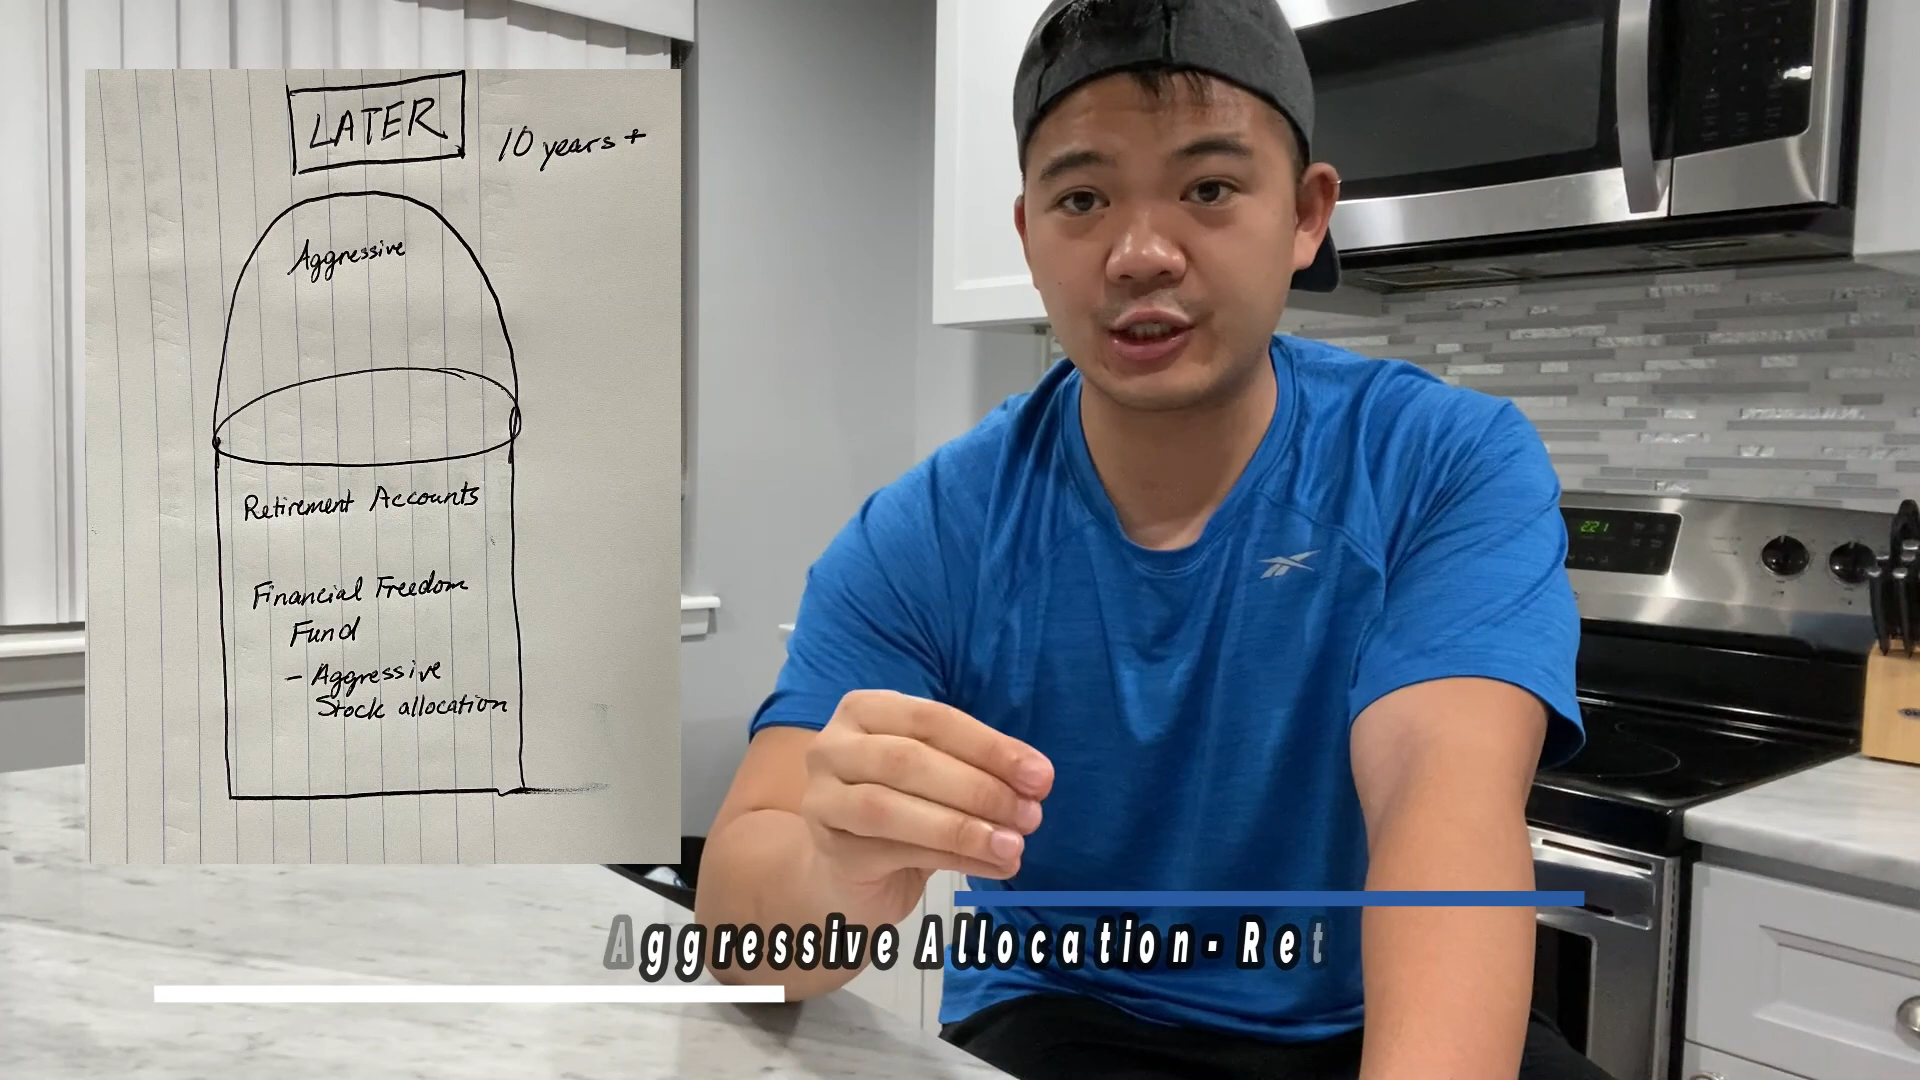 LATER
10 years +
Aggressive
Retirement Accounts
Financial Freedom
Fund
- Aggressive
Stock allocation
Aggressive Allocation- Ret
221